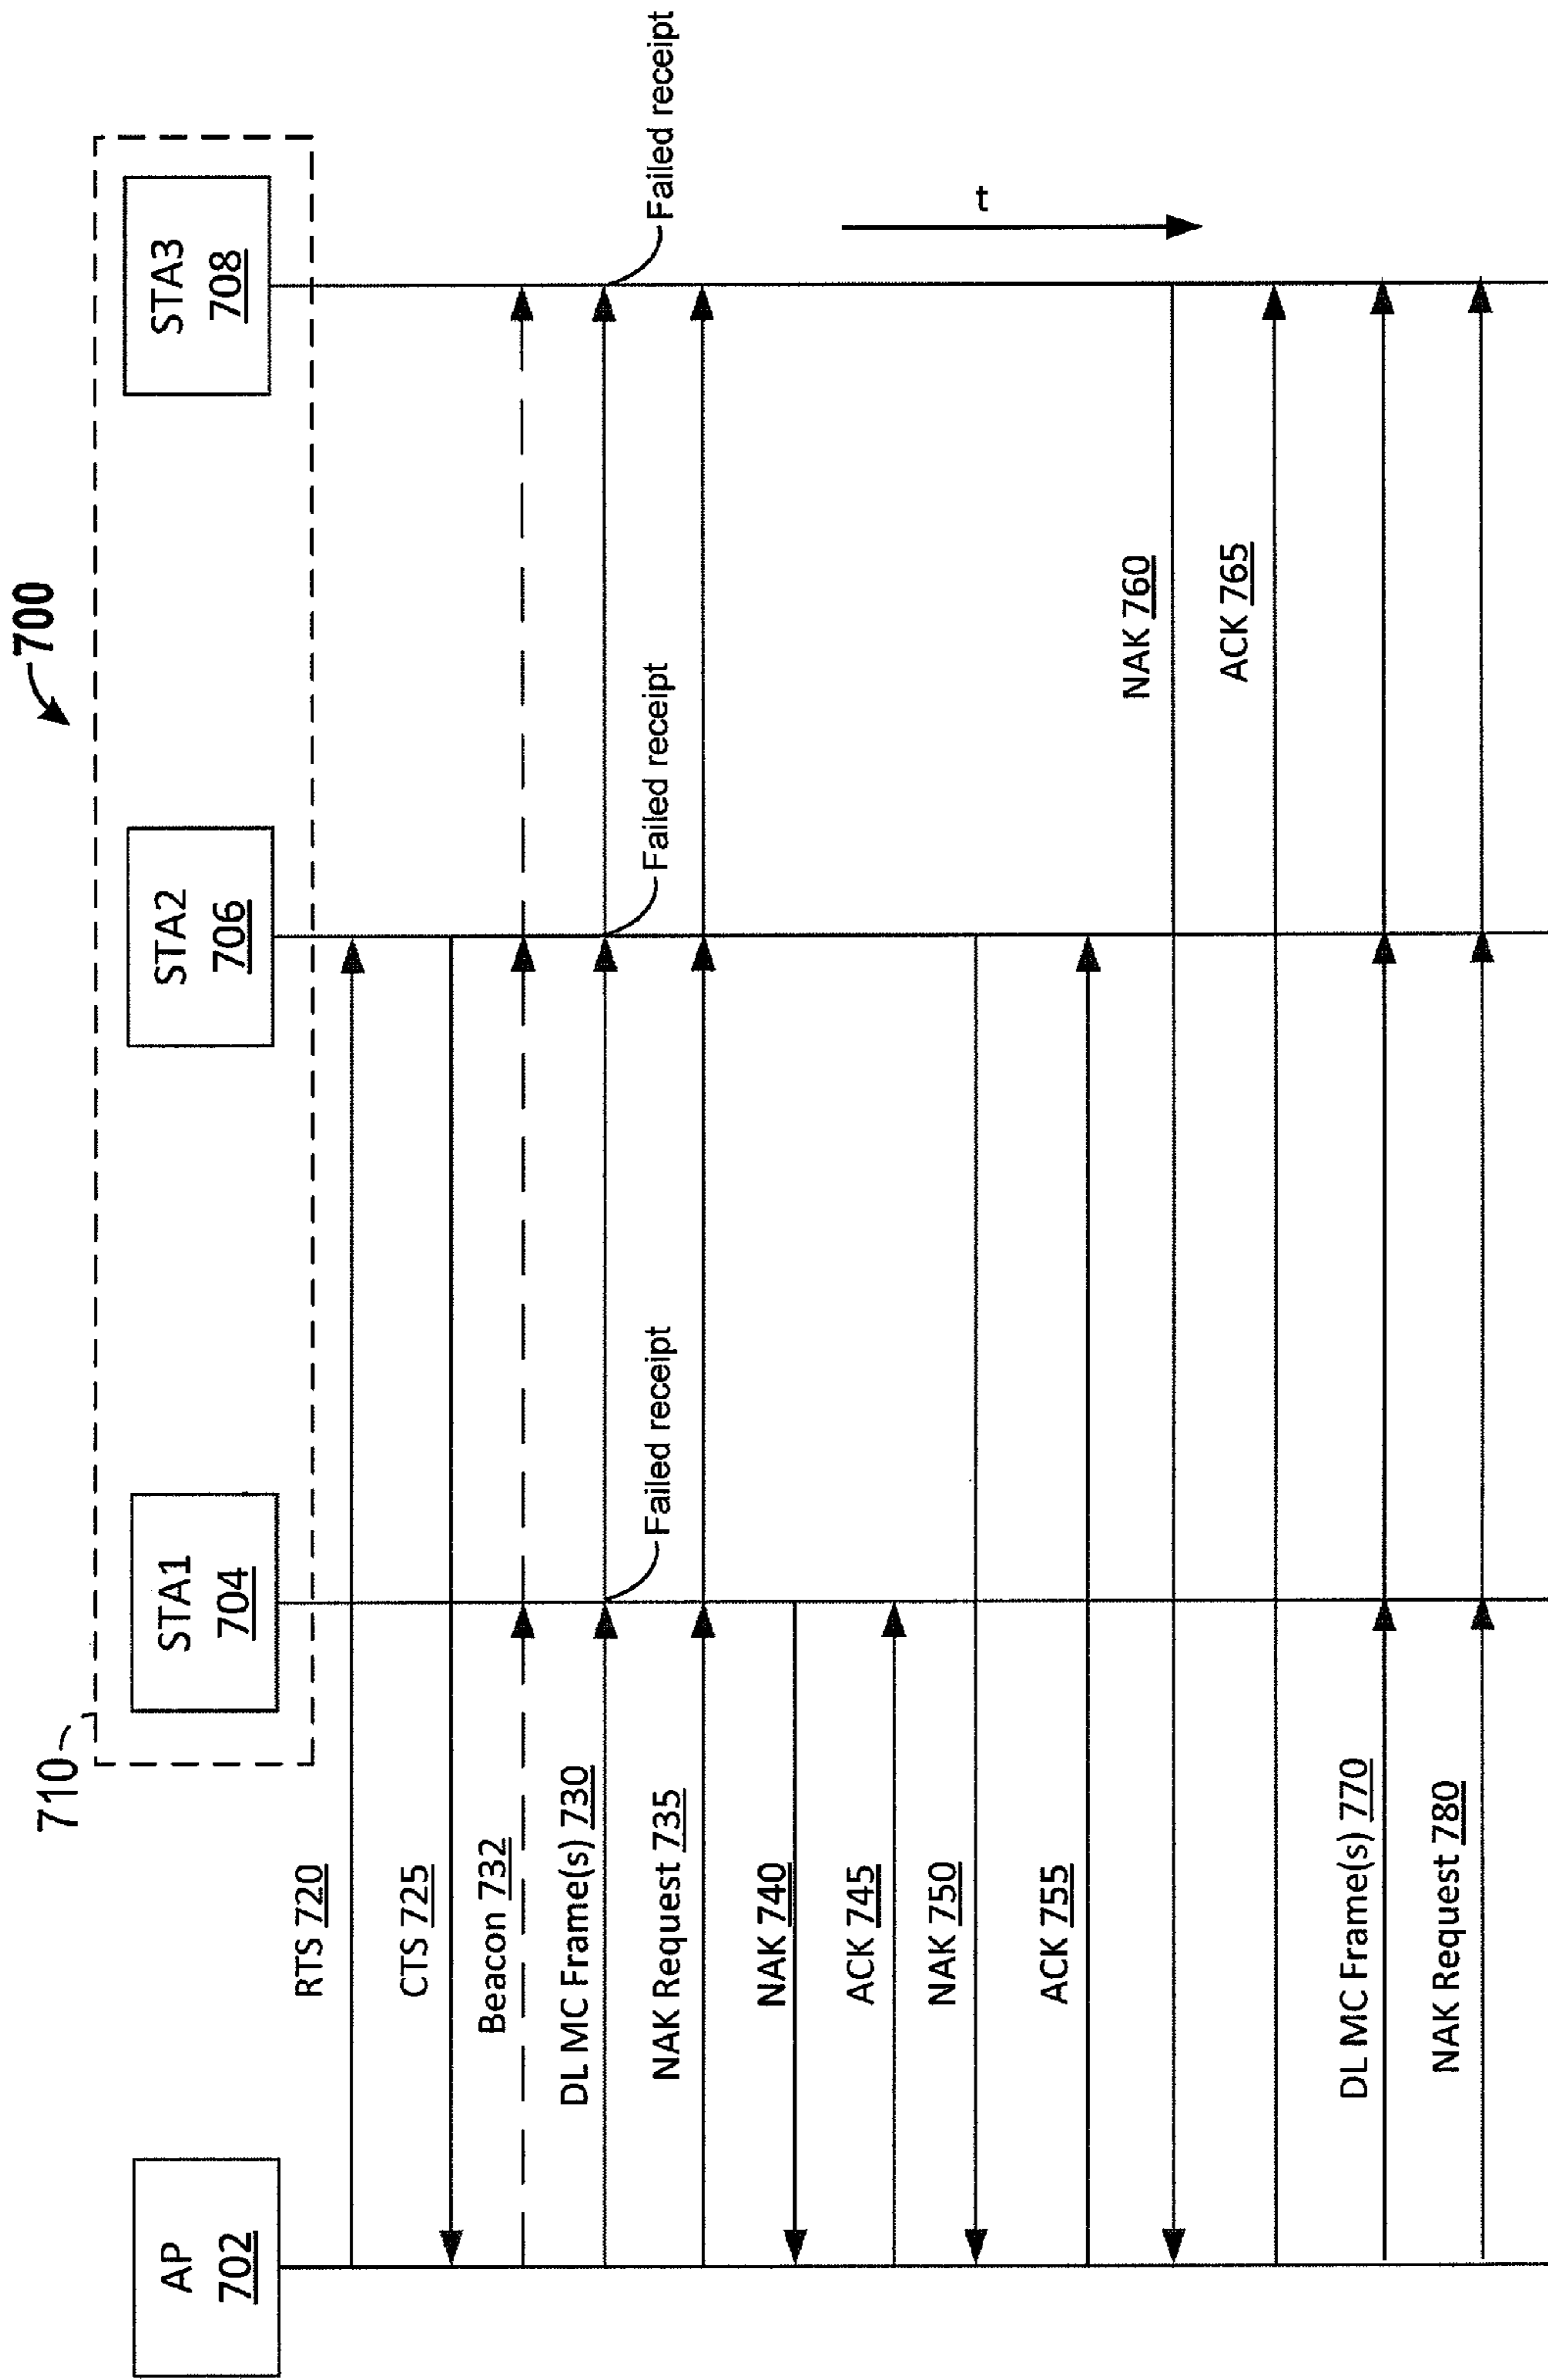 700
710
AP
702
STA1
704
STA2
706
STA3
708
RTS 720
CTS 725
Beacon 732
DL MC Frame(s) 730
Failed receipt
Failed receipt
Failed receipt
NAK Request 735
NAK 740
ACK 745
NAK 750
ACK 755
NAK 760
ACK 765
t
DL MC Frame(s) 770
NAK Request 780